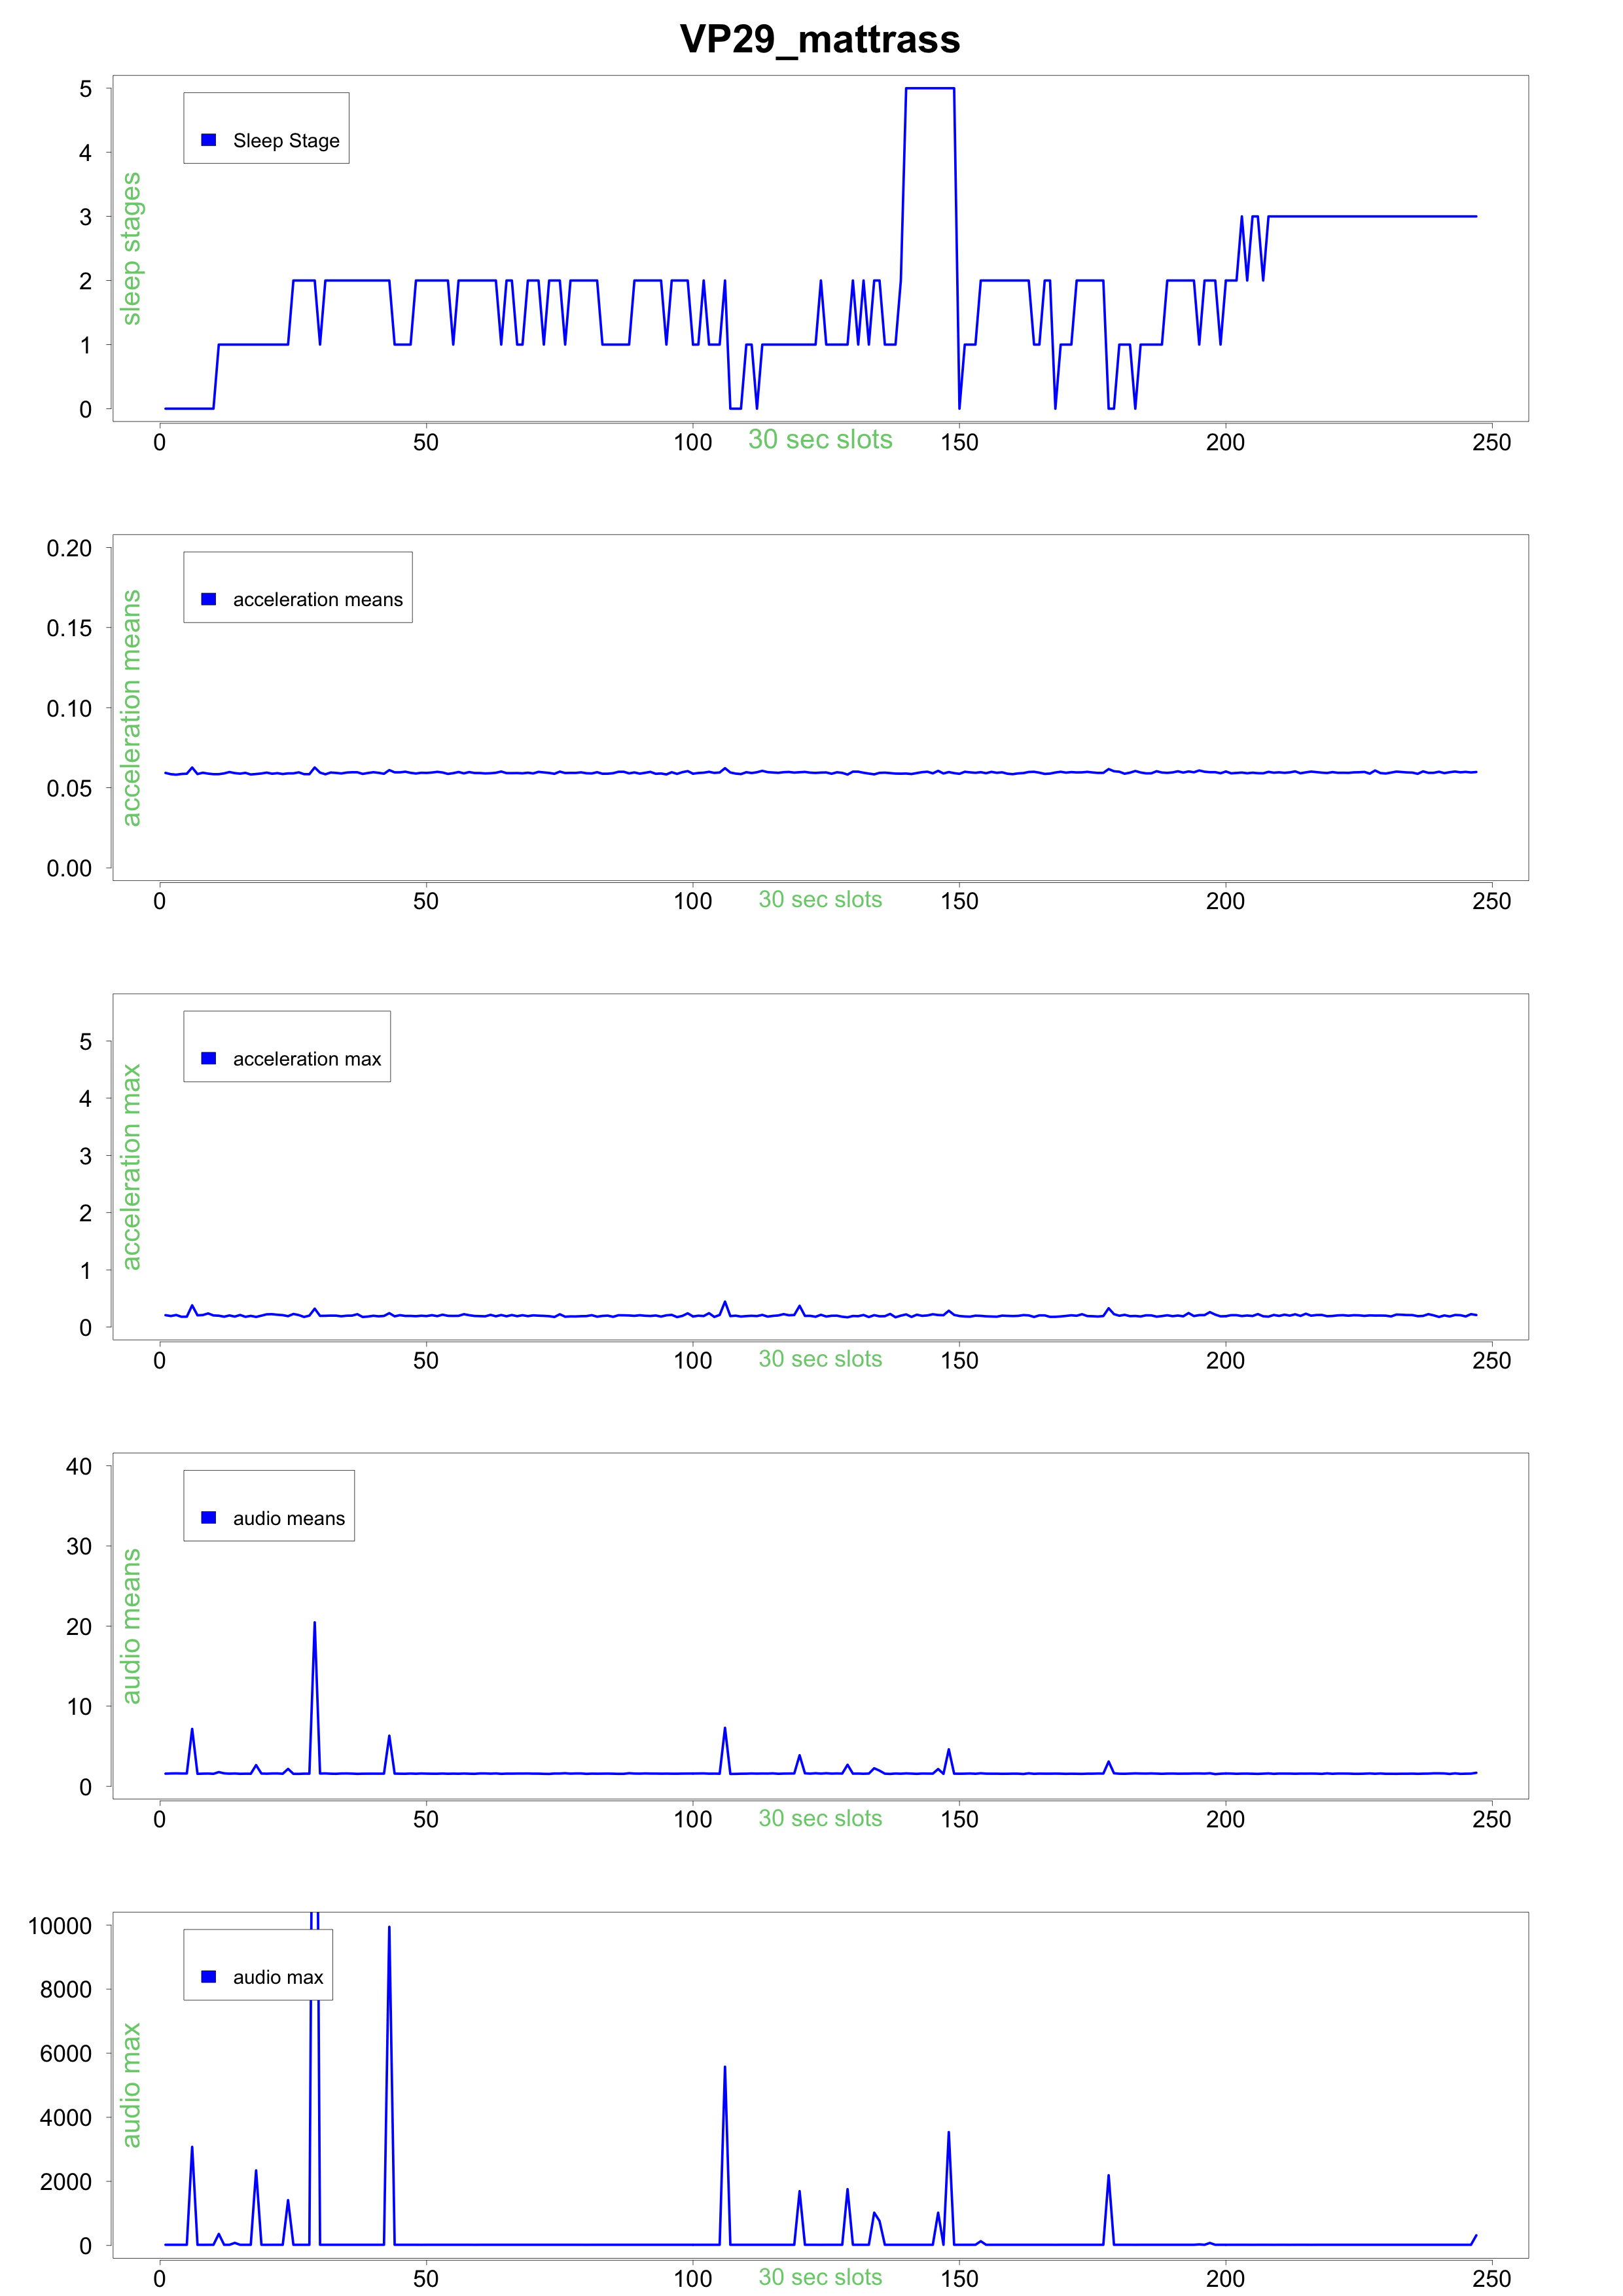 VP29_mattrass
5
4
3
2
1
0
sleep stages
Sleep Stage
0 50 100 150 200 250
30 sec slots
0.20
0.15
0.10
0.05
0.00
acceleration means
acceleration means
0 50 100 150 200 250
30 sec slots
5
4
3
2
1
0
acceleration max
acceleration max
0 50 100 150 200 250
30 sec slots
40
30
20
10
0
audio means
audio means
0 50 100 150 200 250
30 sec slots
10000
8000
6000
4000
2000
0
audio max
audio max
0 50 100 150 200 250
30 sec slots